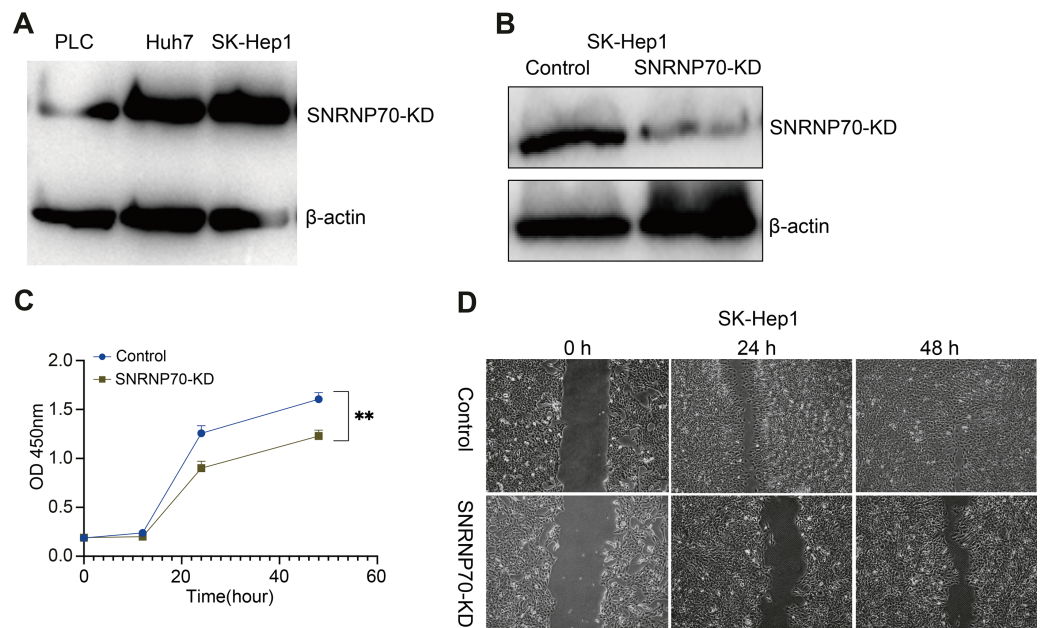 A
PLC Huh7 SK-Hep1
SNRNP70-KD
β-actin
B
SK-Hep1
Control SNRNP70-KD
SNRNP70-KD
β-actin
C
Control
SNRNP70-KD
2.0
1.5
1.0
0.5
0.0
OD 450nm
**
0 20 40 60
Time(hour)
D
SK-Hep1
0 h 24 h 48 h
Control
SNRNP70-KD